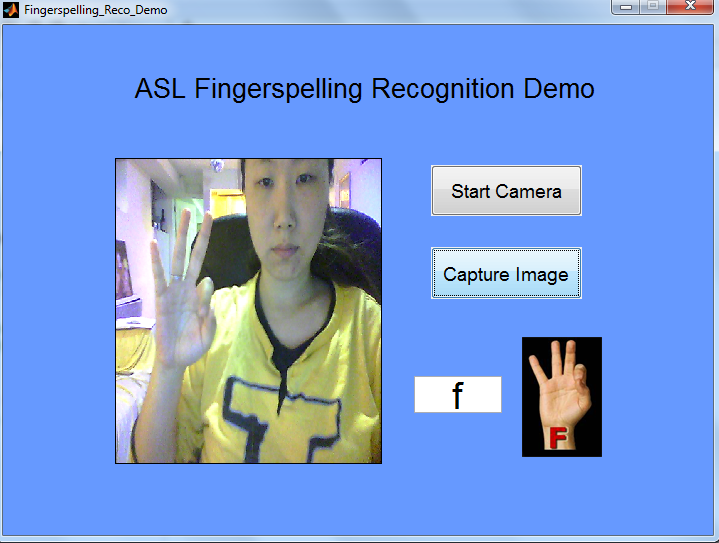 Fingerspelling_Reco_Demo
ASL Fingerspelling Recognition Demo
Start Camera
Capture Image
f
F
T